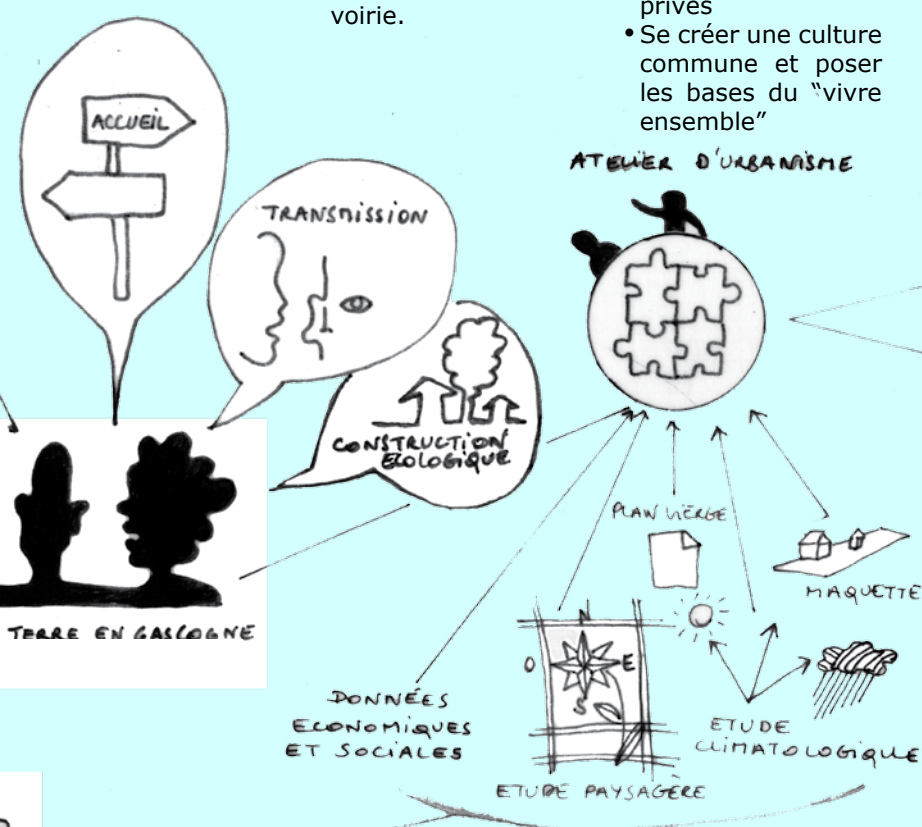 voirie.
privés
• Se créer une culture
commune et poser
les bases du “vivre
ensemble”
ATELIER D'URBANISME
ACCUEIL
TRANSMISSION
CONSTRUCTION
ECOLOGIQUE
TERRE EN GASCOGNE
PLAN VIERGE
MAQUETTE
N
O
E
S
DONNÉES
ECONOMIQUES
ET SOCIALES
ETUDE
CLIMATOLOGIQUE
ETUDE PAYSAGÈRE